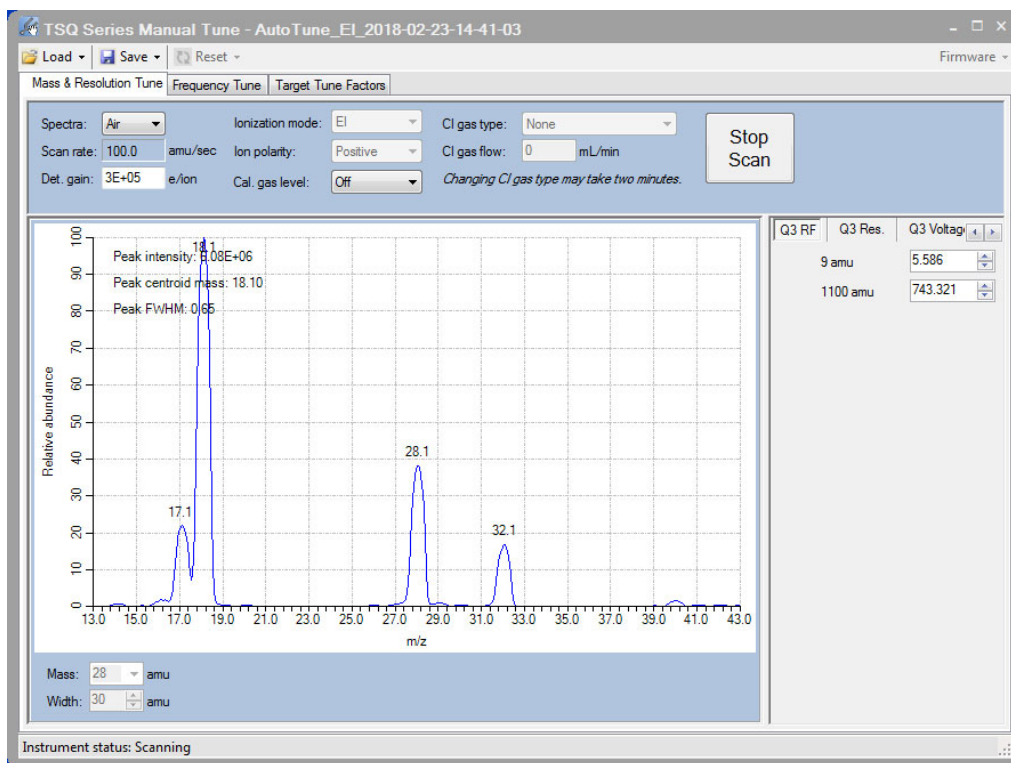 TSQ Series Manual Tune - AutoTune_EI_2018-02-23-14-41-03
Load Save Reset Firmware
Mass & Resolution Tune Frequency Tune Target Tune Factors
Spectra: Air Ionization mode: EI CI gas type: None
Scan rate: 100.0 amu/sec Ion polarity: Positive CI gas flow: 0 mL/min
Det. gain: 3E+05 e/ion Cal. gas level: Off Changing CI gas type may take two minutes.
Stop
Scan
Q3 RF Q3 Res. Q3 Voltag
9 amu 5.586
1100 amu 743.321
Relative abundance
100
90
80
70
60
50
40
30
20
10
0
18.1
Peak intensity: 6.08E+06
Peak centroid mass: 18.10
Peak FWHM: 0.65
28.1
17.1
32.1
13.0 15.0 17.0 19.0 21.0 23.0 25.0 27.0 29.0 31.0 33.0 35.0 37.0 39.0 41.0 43.0
m/z
Mass: 28 amu
Width: 30 amu
Instrument status: Scanning